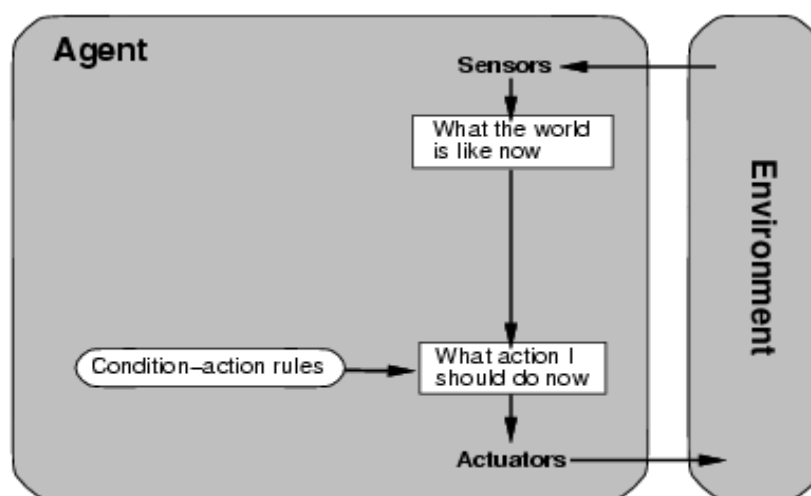 Agent
Sensors
What the world
is like now
Environment
Condition–action rules
What action I
should do now
Actuators